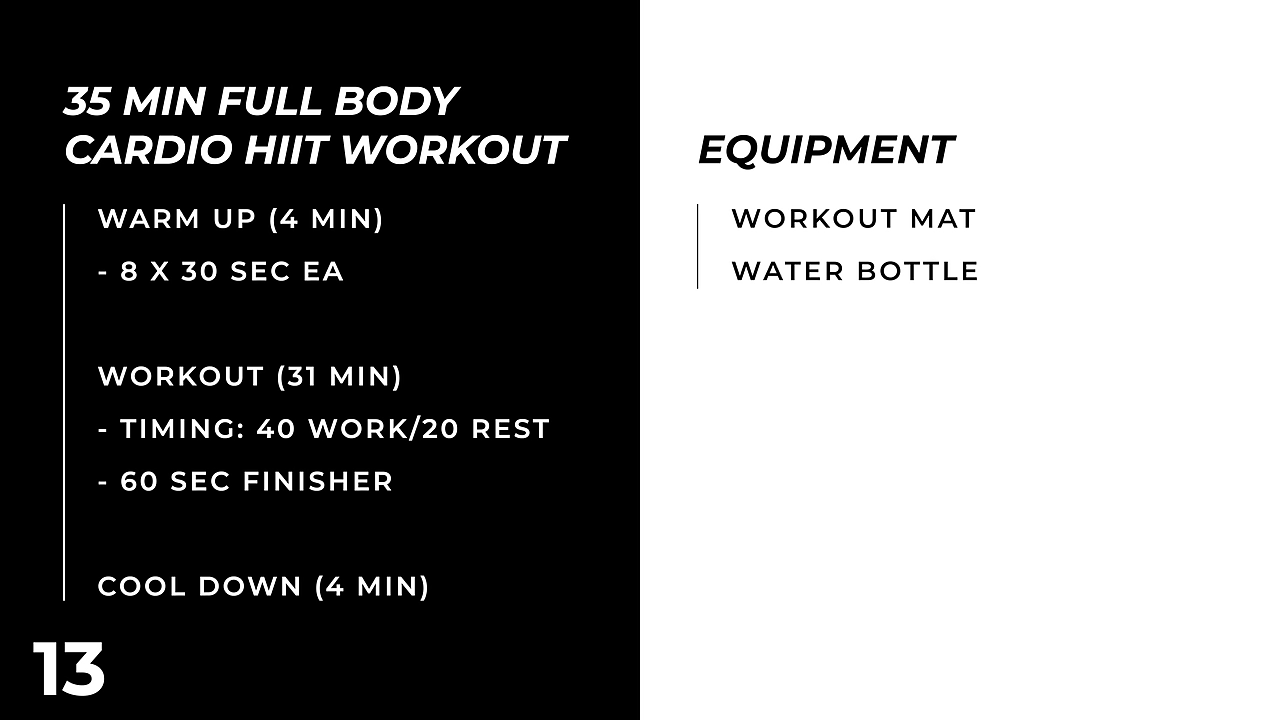 35 MIN FULL BODY
CARDIO HIIT WORKOUT
WARM UP (4 MIN)
- 8 X 30 SEC EA
WORKOUT (31 MIN)
- TIMING: 40 WORK/20 REST
- 60 SEC FINISHER
COOL DOWN (4 MIN)
13
EQUIPMENT
WORKOUT MAT
WATER BOTTLE